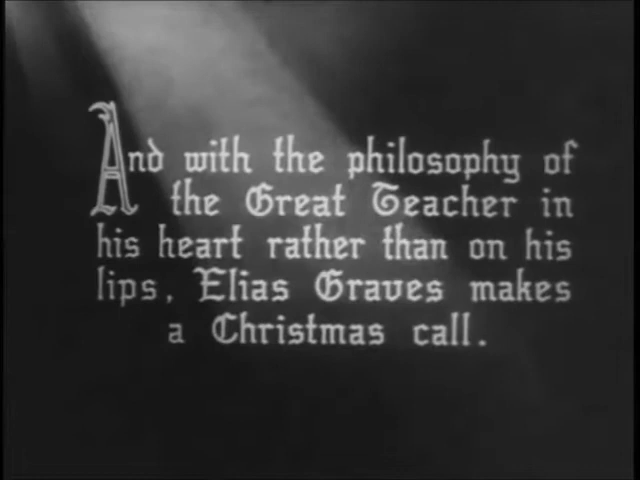 And with the philosophy of
the Great Teacher in
his heart rather than on his
lips, Elias Graves makes
a Christmas call.